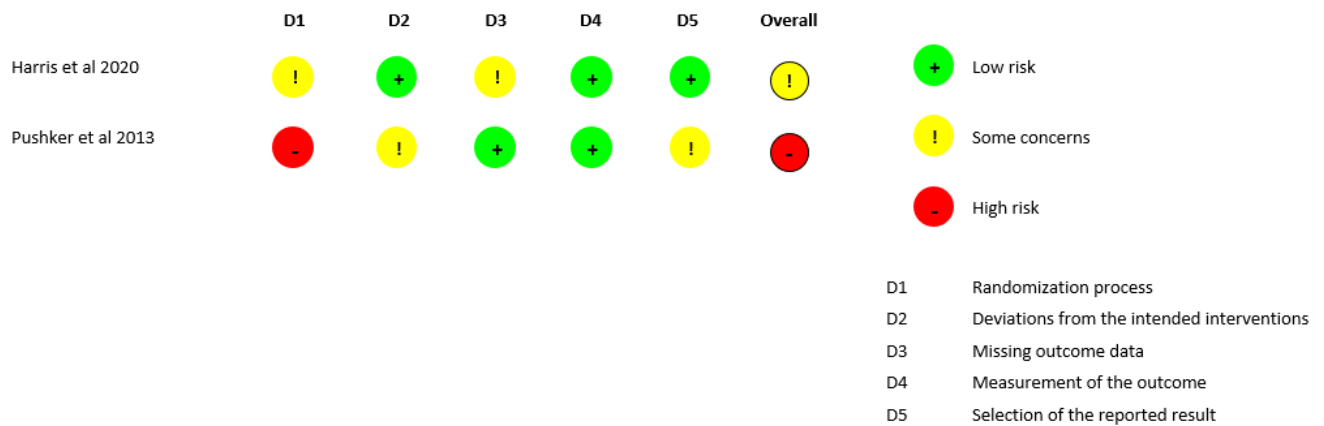 D1 D2 D3 D4 D5 Overall
Harris et al 2020 ! + ! + + !
Pushker et al 2013 - ! + + ! -
+ Low risk
! Some concerns
- High risk
D1 Randomization process
D2 Deviations from the intended interventions
D3 Missing outcome data
D4 Measurement of the outcome
D5 Selection of the reported result